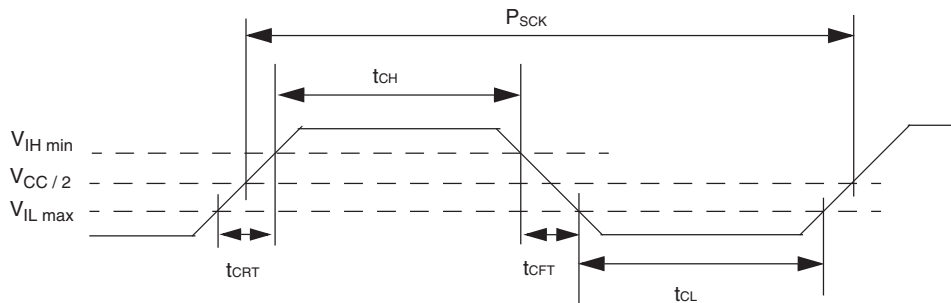 PSCK
tCH
VIH min
VCC / 2
VIL max
tCRT
tCFT
tCL